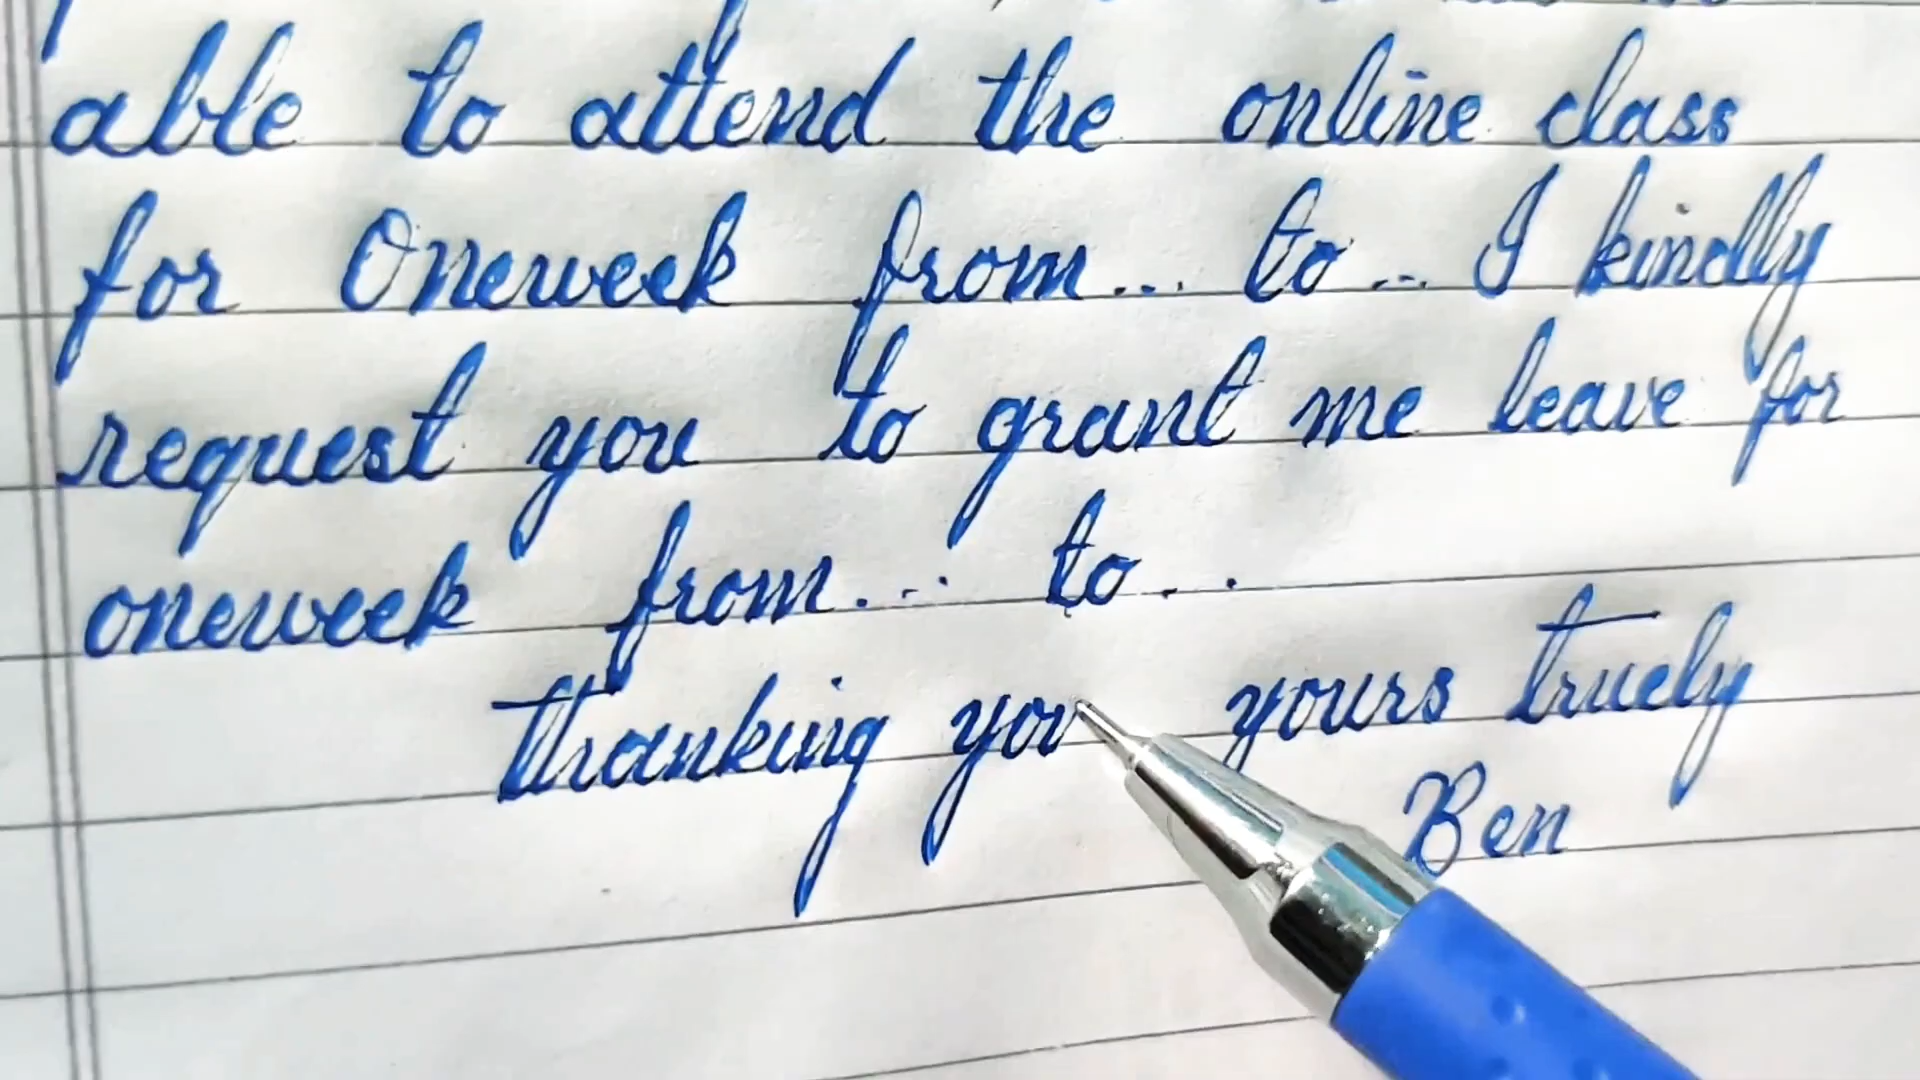 able to attend the online class
for Oneweek from... to... I kindly
request you to grant me leave for
oneweek from... to..
thanking you yours truely
Ben